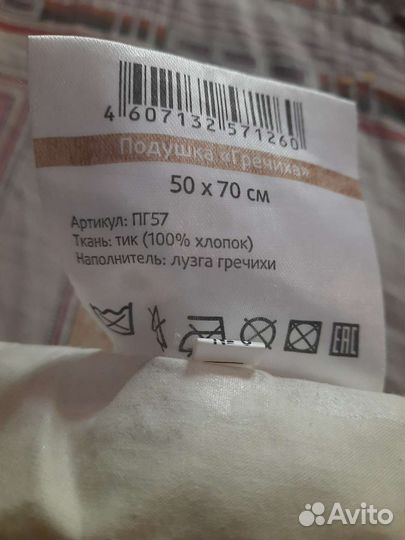 4 607132 571260
Подушка «Гречиха»
50 x 70 см
Артикул: ПГ57
Ткань: тик (100% хлопок)
Наполнитель: лузга гречихи
EAC
Avito